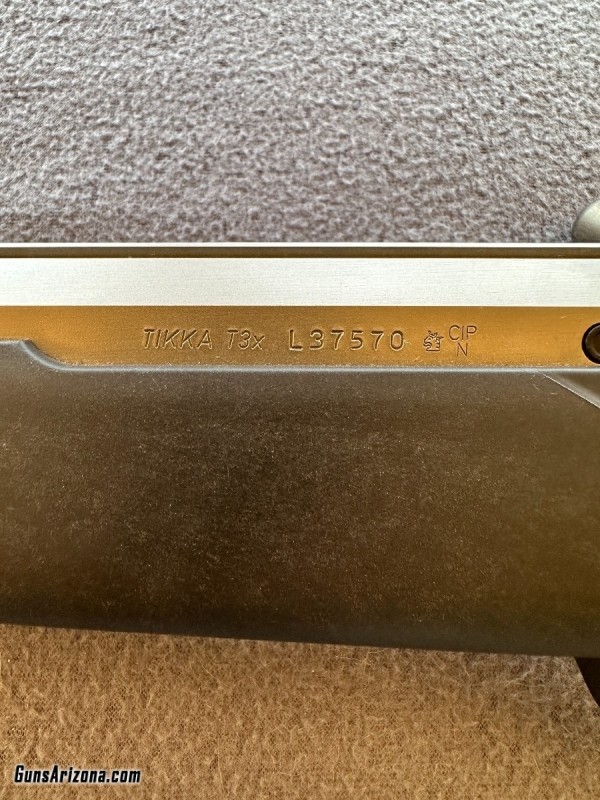 TIKKA T3x L37570 CIP
N
GunsArizona.com